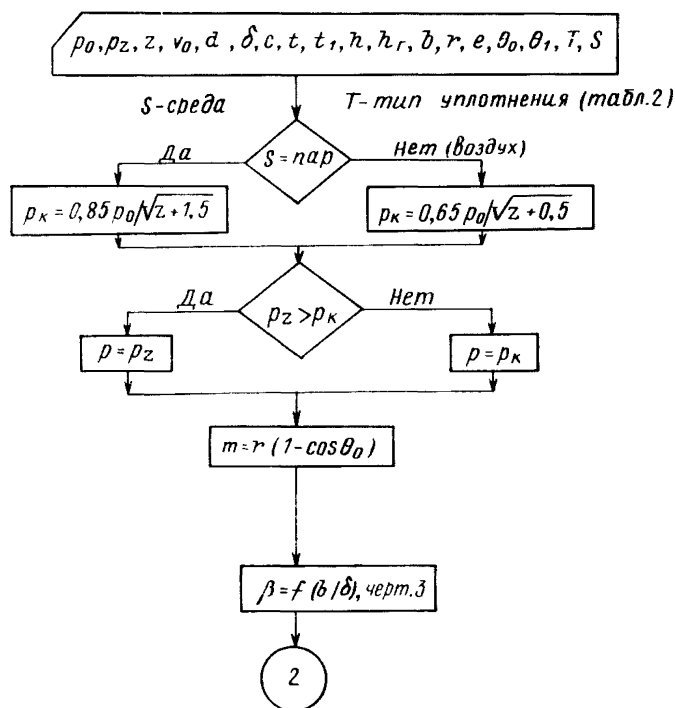 p₀, p_z, z, v₀, d, δ, c, t, t₁, h, h_г, b, r, e, θ₀, θ₁, T, S
S-среда T-тип уплотнения (табл.2)
S = пар
Да Нет (воздух)
p_к = 0,85 p₀/√z+1,5 p_к = 0,65 p₀/√z+0,5
Да Нет
p_z > p_к
p = p_z p = p_к
m = r (1-cosθ₀)
β = f (b/δ), черт.3
2